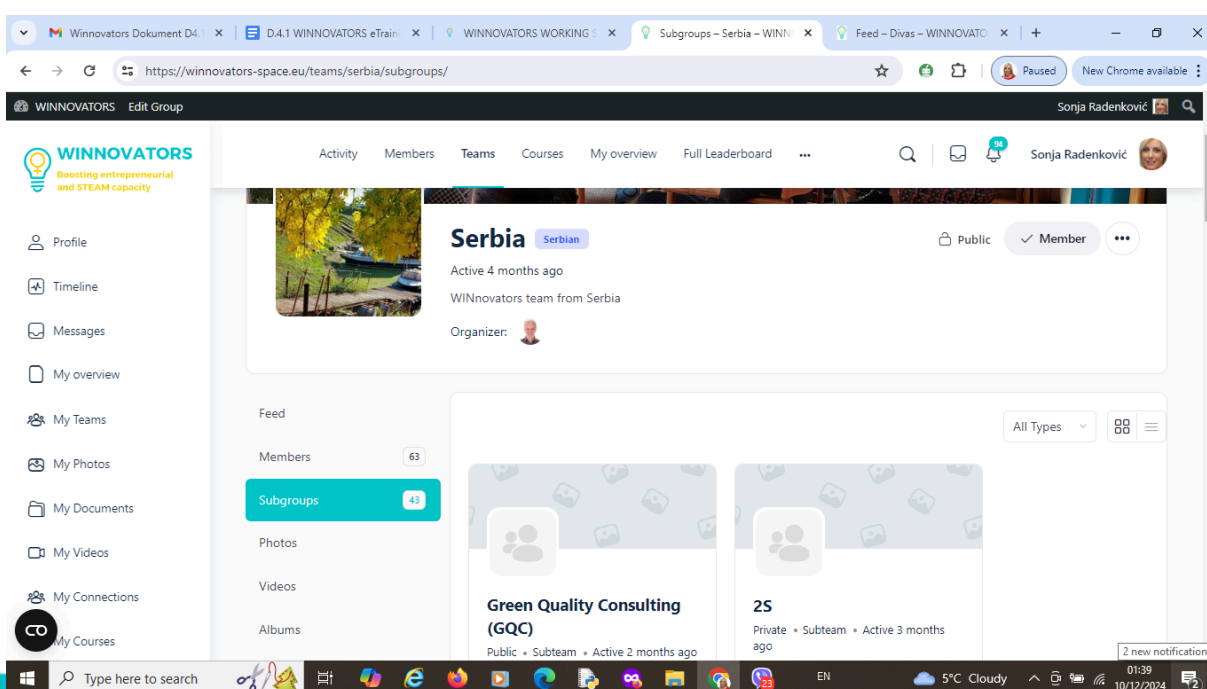 Winnovators Dokument D4.1
D.4.1 WINNOVATORS eTraini
WINNOVATORS WORKING S
Subgroups – Serbia – WINN
Feed – Divas – WINNOVATO
https://winnovators-space.eu/teams/serbia/subgroups/
Paused
New Chrome available
WINNOVATORS Edit Group
Sonja Radenković
WINNOVATORS
Boosting entrepreneurial
and STEAM capacity
Activity Members Teams Courses My overview Full Leaderboard
94
Sonja Radenković
Profile
Timeline
Messages
My overview
My Teams
My Photos
My Documents
My Videos
My Connections
My Courses
Serbia Serbian
Public
Member
Active 4 months ago
WINnovators team from Serbia
Organizer:
Feed
Members 63
Subgroups 43
Photos
Videos
Albums
All Types
Green Quality Consulting
(GQC)
Public • Subteam • Active 2 months ago
2S
Private • Subteam • Active 3 months
ago
2 new notification
Type here to search
23
EN
5°C Cloudy
01:39
10/12/2024
2